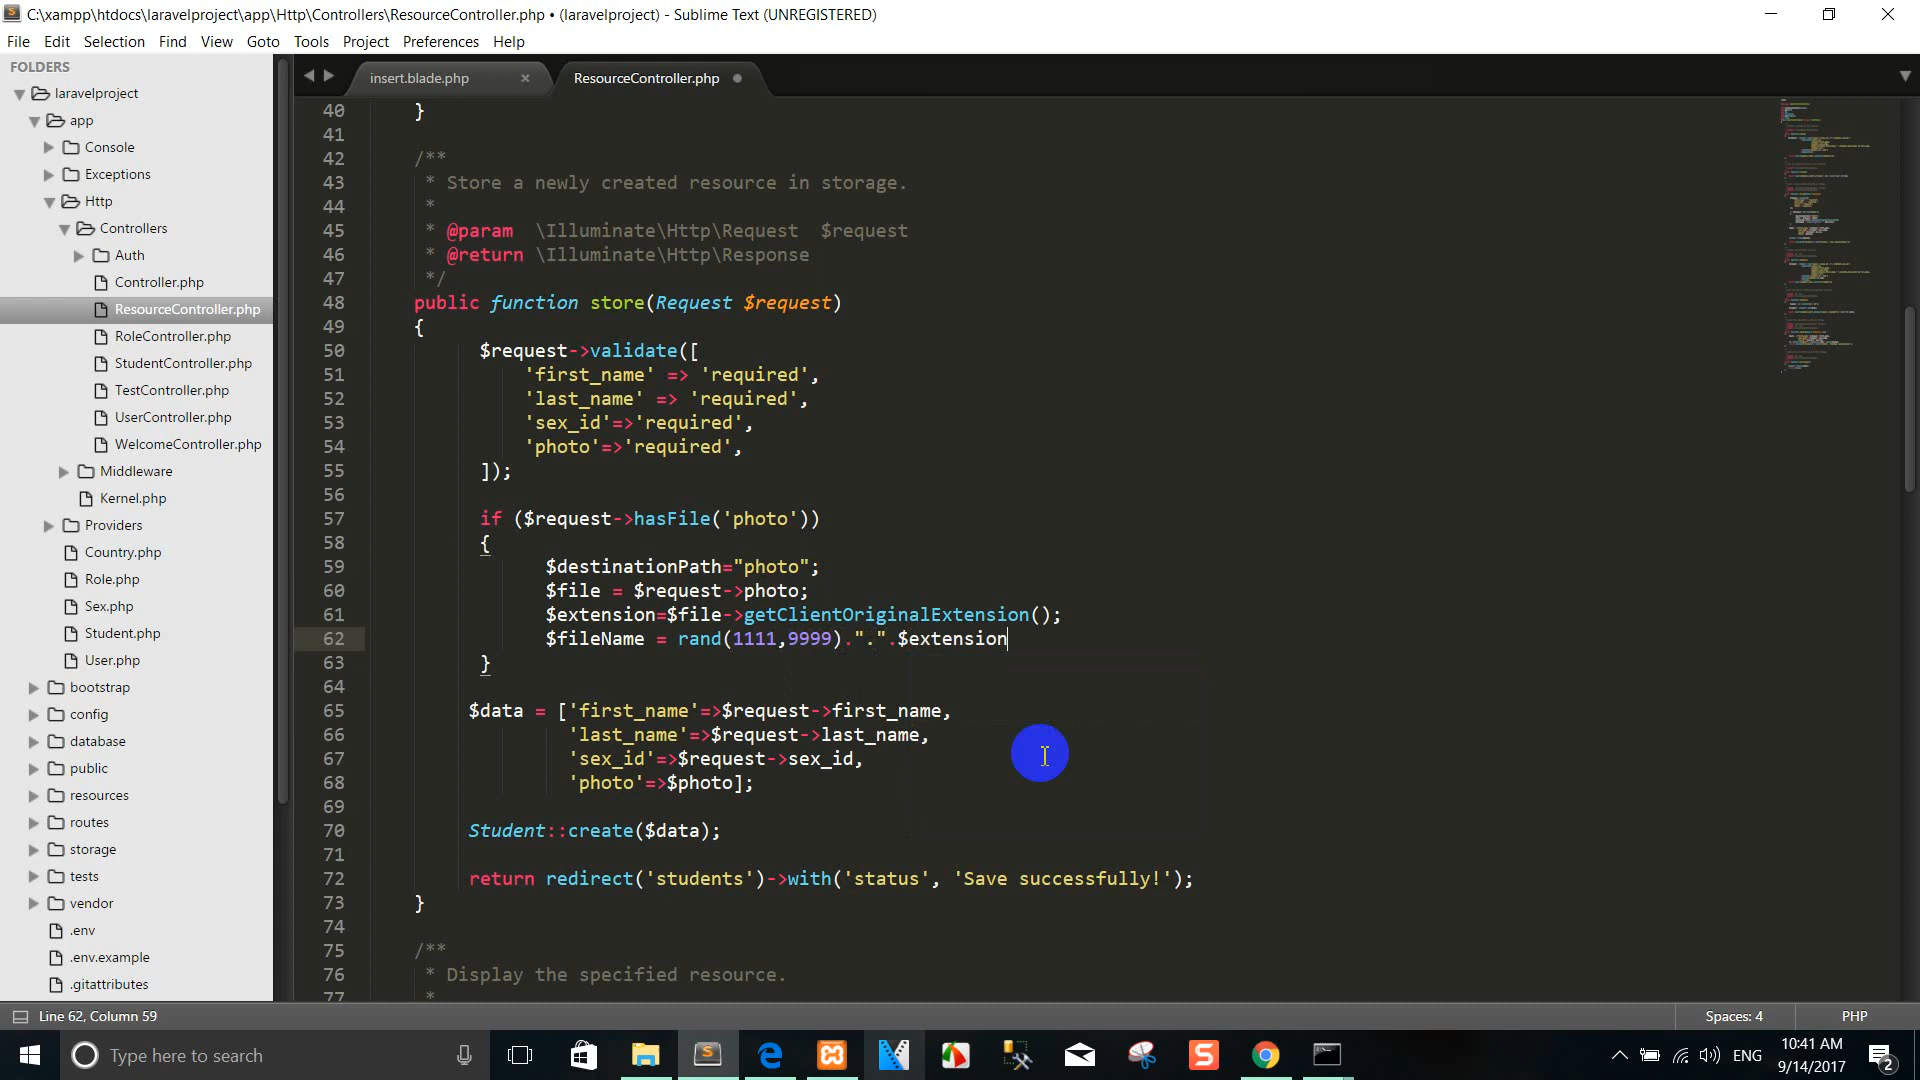 C:\xampp\htdocs\laravelproject\app\Http\Controllers\ResourceController.php • (laravelproject) - Sublime Text (UNREGISTERED)
File Edit Selection Find View Goto Tools Project Preferences Help
FOLDERS
laravelproject
app
Console
Exceptions
Http
Controllers
Auth
Controller.php
ResourceController.php
RoleController.php
StudentController.php
TestController.php
UserController.php
WelcomeController.php
Middleware
Kernel.php
Providers
Country.php
Role.php
Sex.php
Student.php
User.php
bootstrap
config
database
public
resources
routes
storage
tests
vendor
.env
.env.example
.gitattributes
insert.blade.php × ResourceController.php
40 }
41
42 /**
43 * Store a newly created resource in storage.
44 *
45 * @param \Illuminate\Http\Request $request
46 * @return \Illuminate\Http\Response
47 */
48 public function store(Request $request)
49 {
50 $request->validate([
51 'first_name' => 'required',
52 'last_name' => 'required',
53 'sex_id'=>'required',
54 'photo'=>'required',
55 ]);
56
57 if ($request->hasFile('photo'))
58 {
59 $destinationPath="photo";
60 $file = $request->photo;
61 $extension=$file->getClientOriginalExtension();
62 $fileName = rand(1111,9999).".".$extension
63 }
64
65 $data = ['first_name'=>$request->first_name,
66 'last_name'=>$request->last_name,
67 'sex_id'=>$request->sex_id,
68 'photo'=>$photo];
69
70 Student::create($data);
71
72 return redirect('students')->with('status', 'Save successfully!');
73 }
74
75 /**
76 * Display the specified resource.
77 *
Line 62, Column 59 Spaces: 4 PHP
Type here to search
ENG
10:41 AM
9/14/2017
2